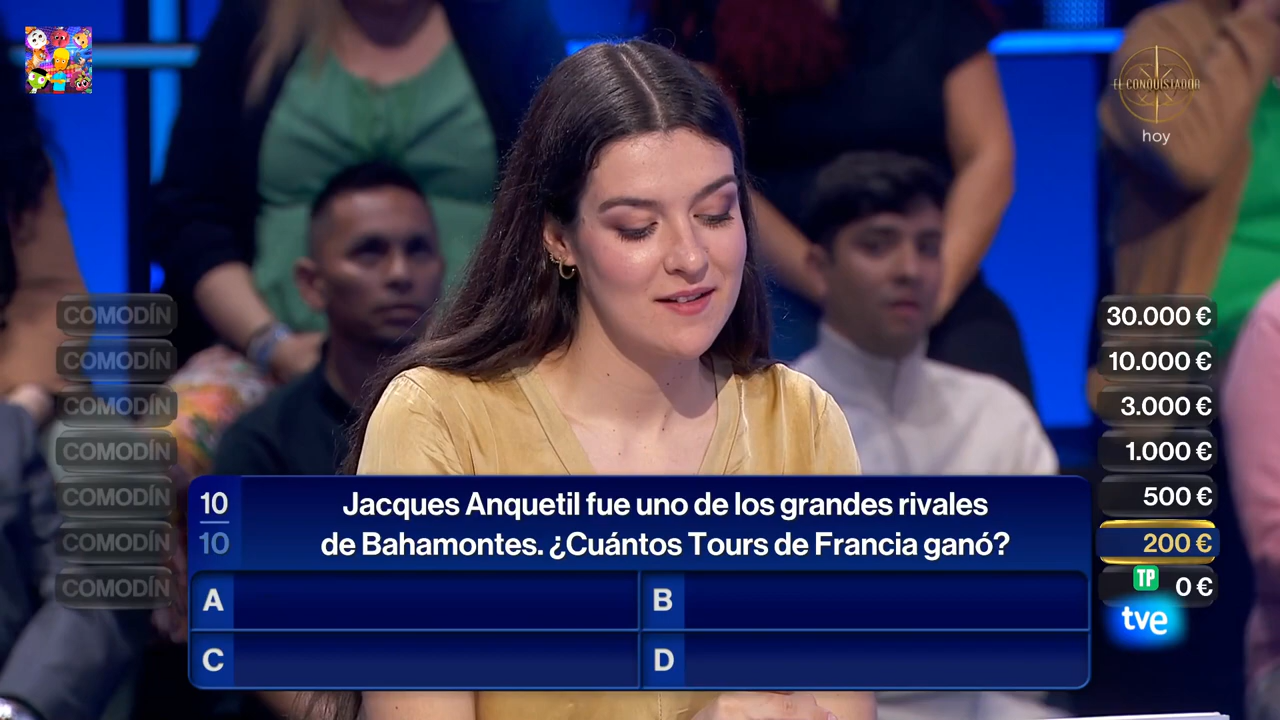 EL CONQUISTADOR
hoy
COMODÍN
COMODÍN
COMODÍN
COMODÍN
COMODÍN
COMODÍN
COMODÍN
30.000 €
10.000 €
3.000 €
1.000 €
500 €
200 €
TP 0 €
tve
10
10
Jacques Anquetil fue uno de los grandes rivales
de Bahamontes. ¿Cuántos Tours de Francia ganó?
A
B
C
D